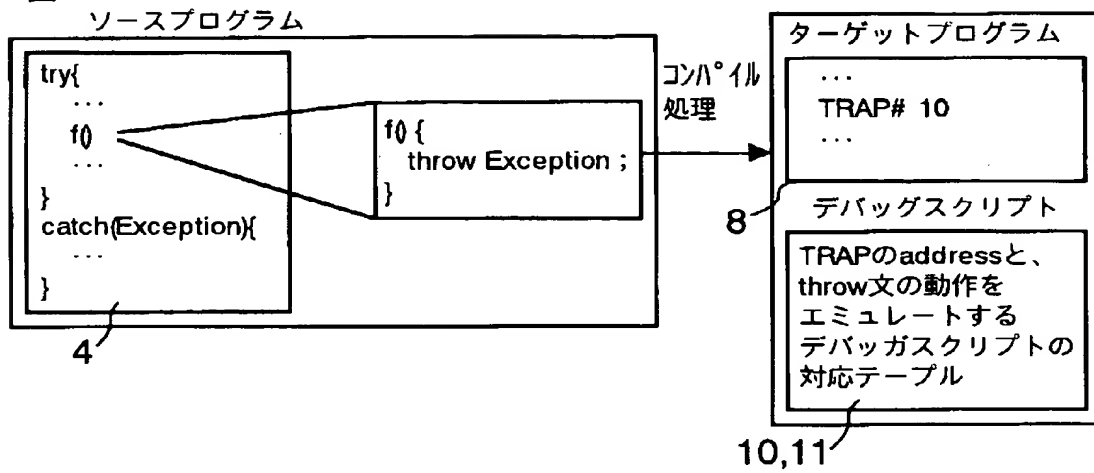 ソースプログラム
try{
...
f()
...
}
catch(Exception){
...
}
4
f() {
throw Exception ;
}
コンパイル
処理
ターゲットプログラム
...
TRAP# 10
...
8
デバッグスクリプト
TRAPのaddressと、
throw文の動作を
エミュレートする
デバッガスクリプトの
対応テーブル
10,11